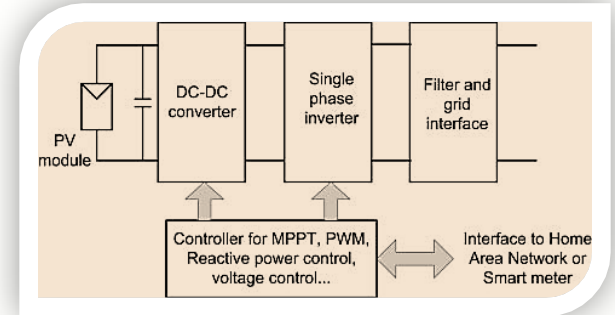 PV
module
DC-DC
converter
Single
phase
inverter
Filter and
grid
interface
Controller for MPPT, PWM,
Reactive power control,
voltage control...
Interface to Home
Area Network or
Smart meter